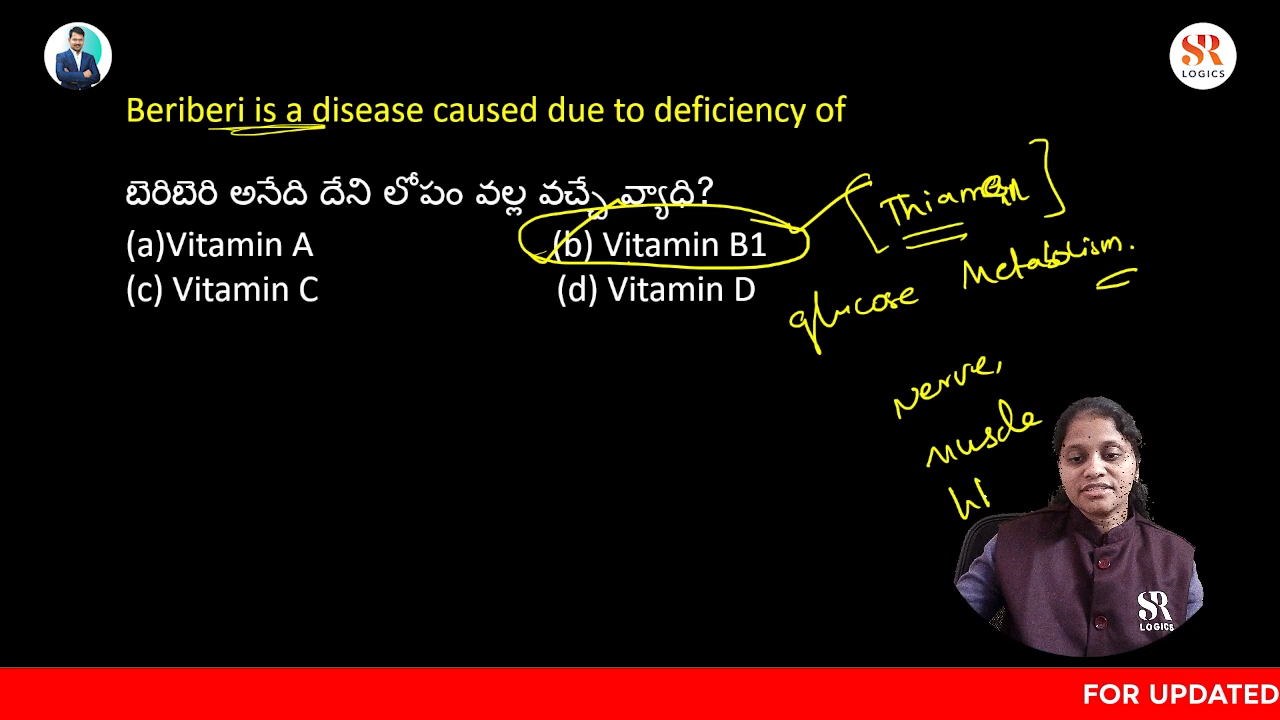 SR
LOGICS
Beriberi is a disease caused due to deficiency of
బెరిబెరి అనేది దేని లోపం వల్ల వచ్చే వ్యాధి?
(a)Vitamin A (b) Vitamin B1
(c) Vitamin C (d) Vitamin D
glucose Metabolism.
nerve,
muscle
SR
LOGICS
FOR UPDATED